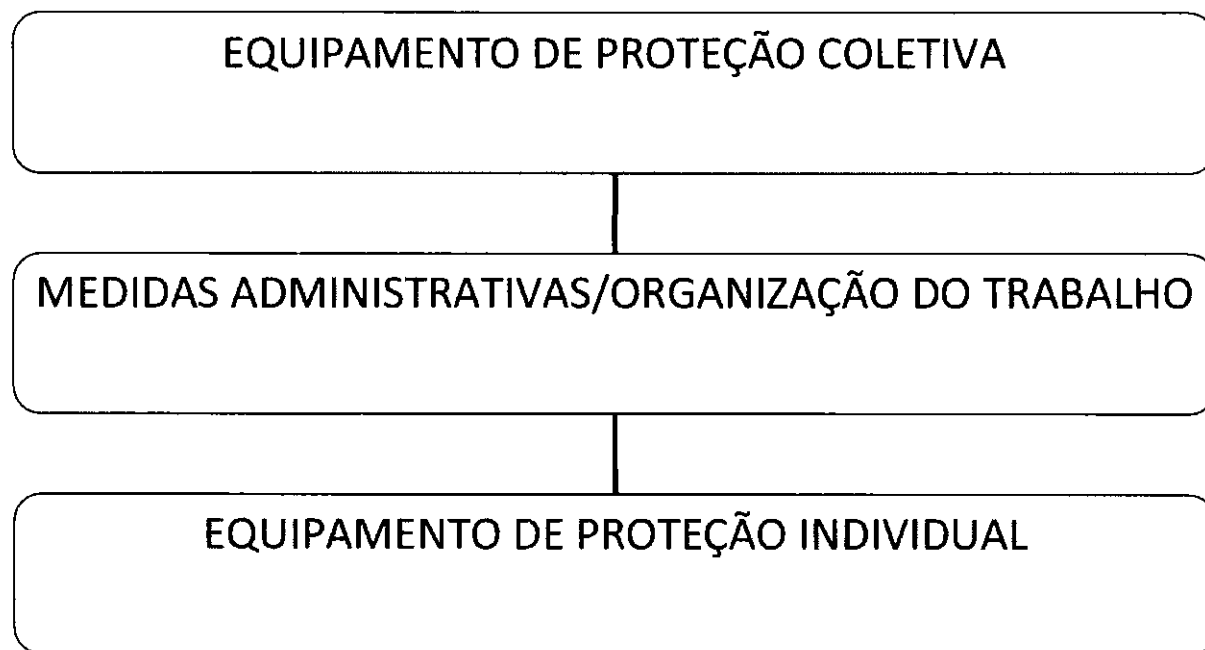 EQUIPAMENTO DE PROTEÇÃO COLETIVA
MEDIDAS ADMINISTRATIVAS/ORGANIZAÇÃO DO TRABALHO
EQUIPAMENTO DE PROTEÇÃO INDIVIDUAL